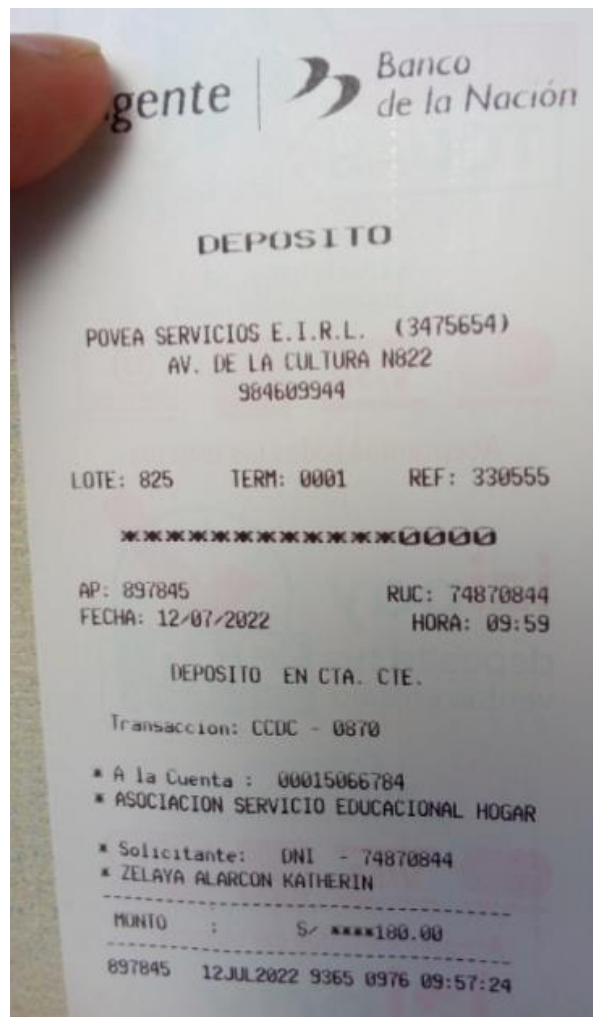 Banco
de la Nación
DEPOSITO
POVEA SERVICIOS E.I.R.L. (3475654)
AV. DE LA CULTURA N822
984609944
LOTE: 825 TERM: 0001 REF: 330555
************0000
AP: 897845 RUC: 74870844
FECHA: 12/07/2022 HORA: 09:59
DEPOSITO EN CTA. CTE.
Transaccion: CCDC - 0870
* A la Cuenta : 00015066784
* ASOCIACION SERVICIO EDUCACIONAL HOGAR
* Solicitante: DNI - 74870844
* ZELAYA ALARCON KATHERIN
MONTO : S/ ****180.00
897845 12JUL2022 9365 0976 09:57:24